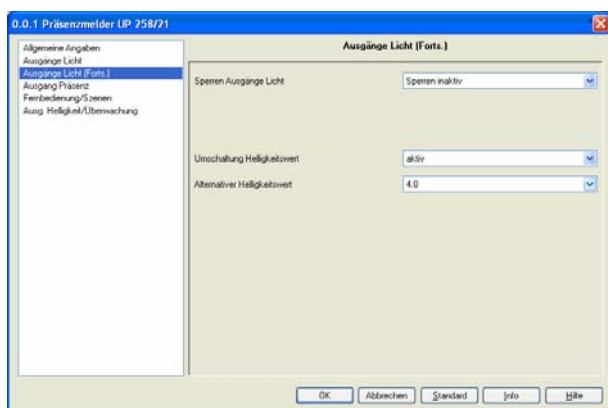 0.0.1 Präsenzmelder UP 258/21
Allgemeine Angaben
Ausgänge Licht
Ausgänge Licht (Forts.)
Ausgang Präsenz
Fernbedienung/Szenen
Ausg. Helligkeit/Überwachung
Ausgänge Licht (Forts.)
Sperren Ausgänge Licht
Sperren inaktiv
Umschaltung Helligkeitswert
aktiv
Alternativer Helligkeitswert
4.0
OK
Abbrechen
Standard
Info
Hilfe